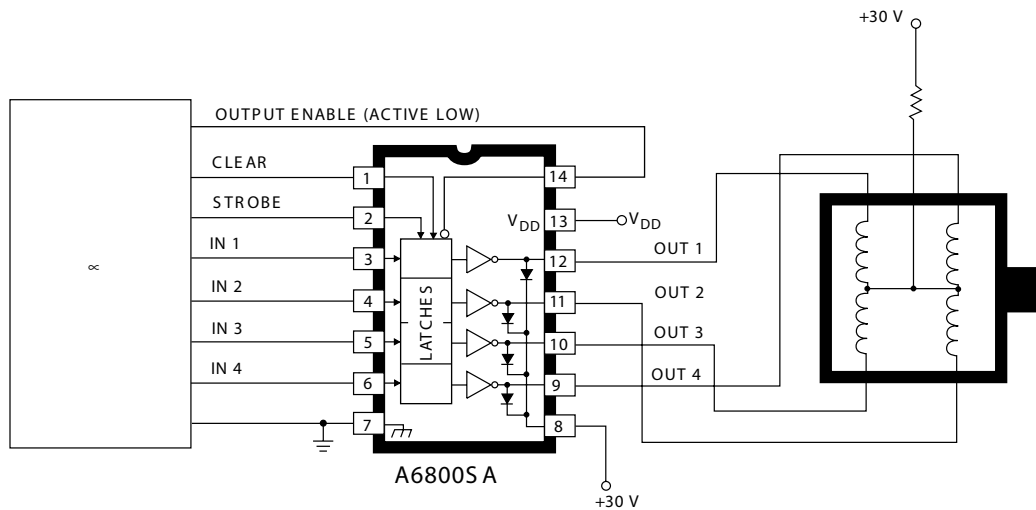 +30 V
OUTPUT ENABLE (ACTIVE LOW)
CLEAR
1
14
STROBE
2
V_DD
13
V_DD
IN 1
3
12
OUT 1
∝
IN 2
4
LATCHES
11
OUT 2
IN 3
5
10
OUT 3
IN 4
6
9
OUT 4
7
8
A6800SA
+30 V